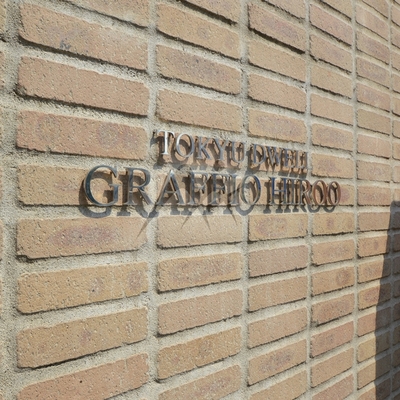 TOKYU DWELL
GRAFFIO HIROO